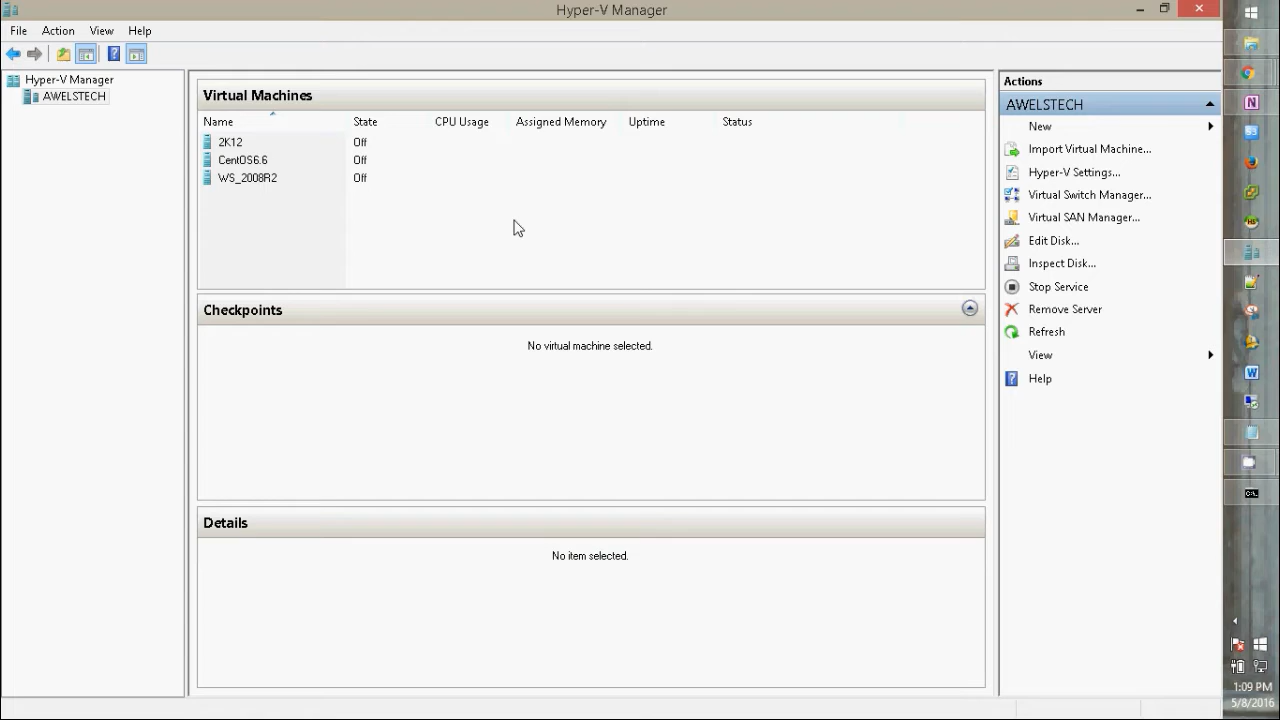 Hyper-V Manager
File Action View Help
Hyper-V Manager
AWELSTECH
Virtual Machines
Name State CPU Usage Assigned Memory Uptime Status
2K12 Off
CentOS6.6 Off
WS_2008R2 Off
Checkpoints
No virtual machine selected.
Details
No item selected.
Actions
AWELSTECH
New
Import Virtual Machine...
Hyper-V Settings...
Virtual Switch Manager...
Virtual SAN Manager...
Edit Disk...
Inspect Disk...
Stop Service
Remove Server
Refresh
View
Help
1:09 PM
5/8/2016